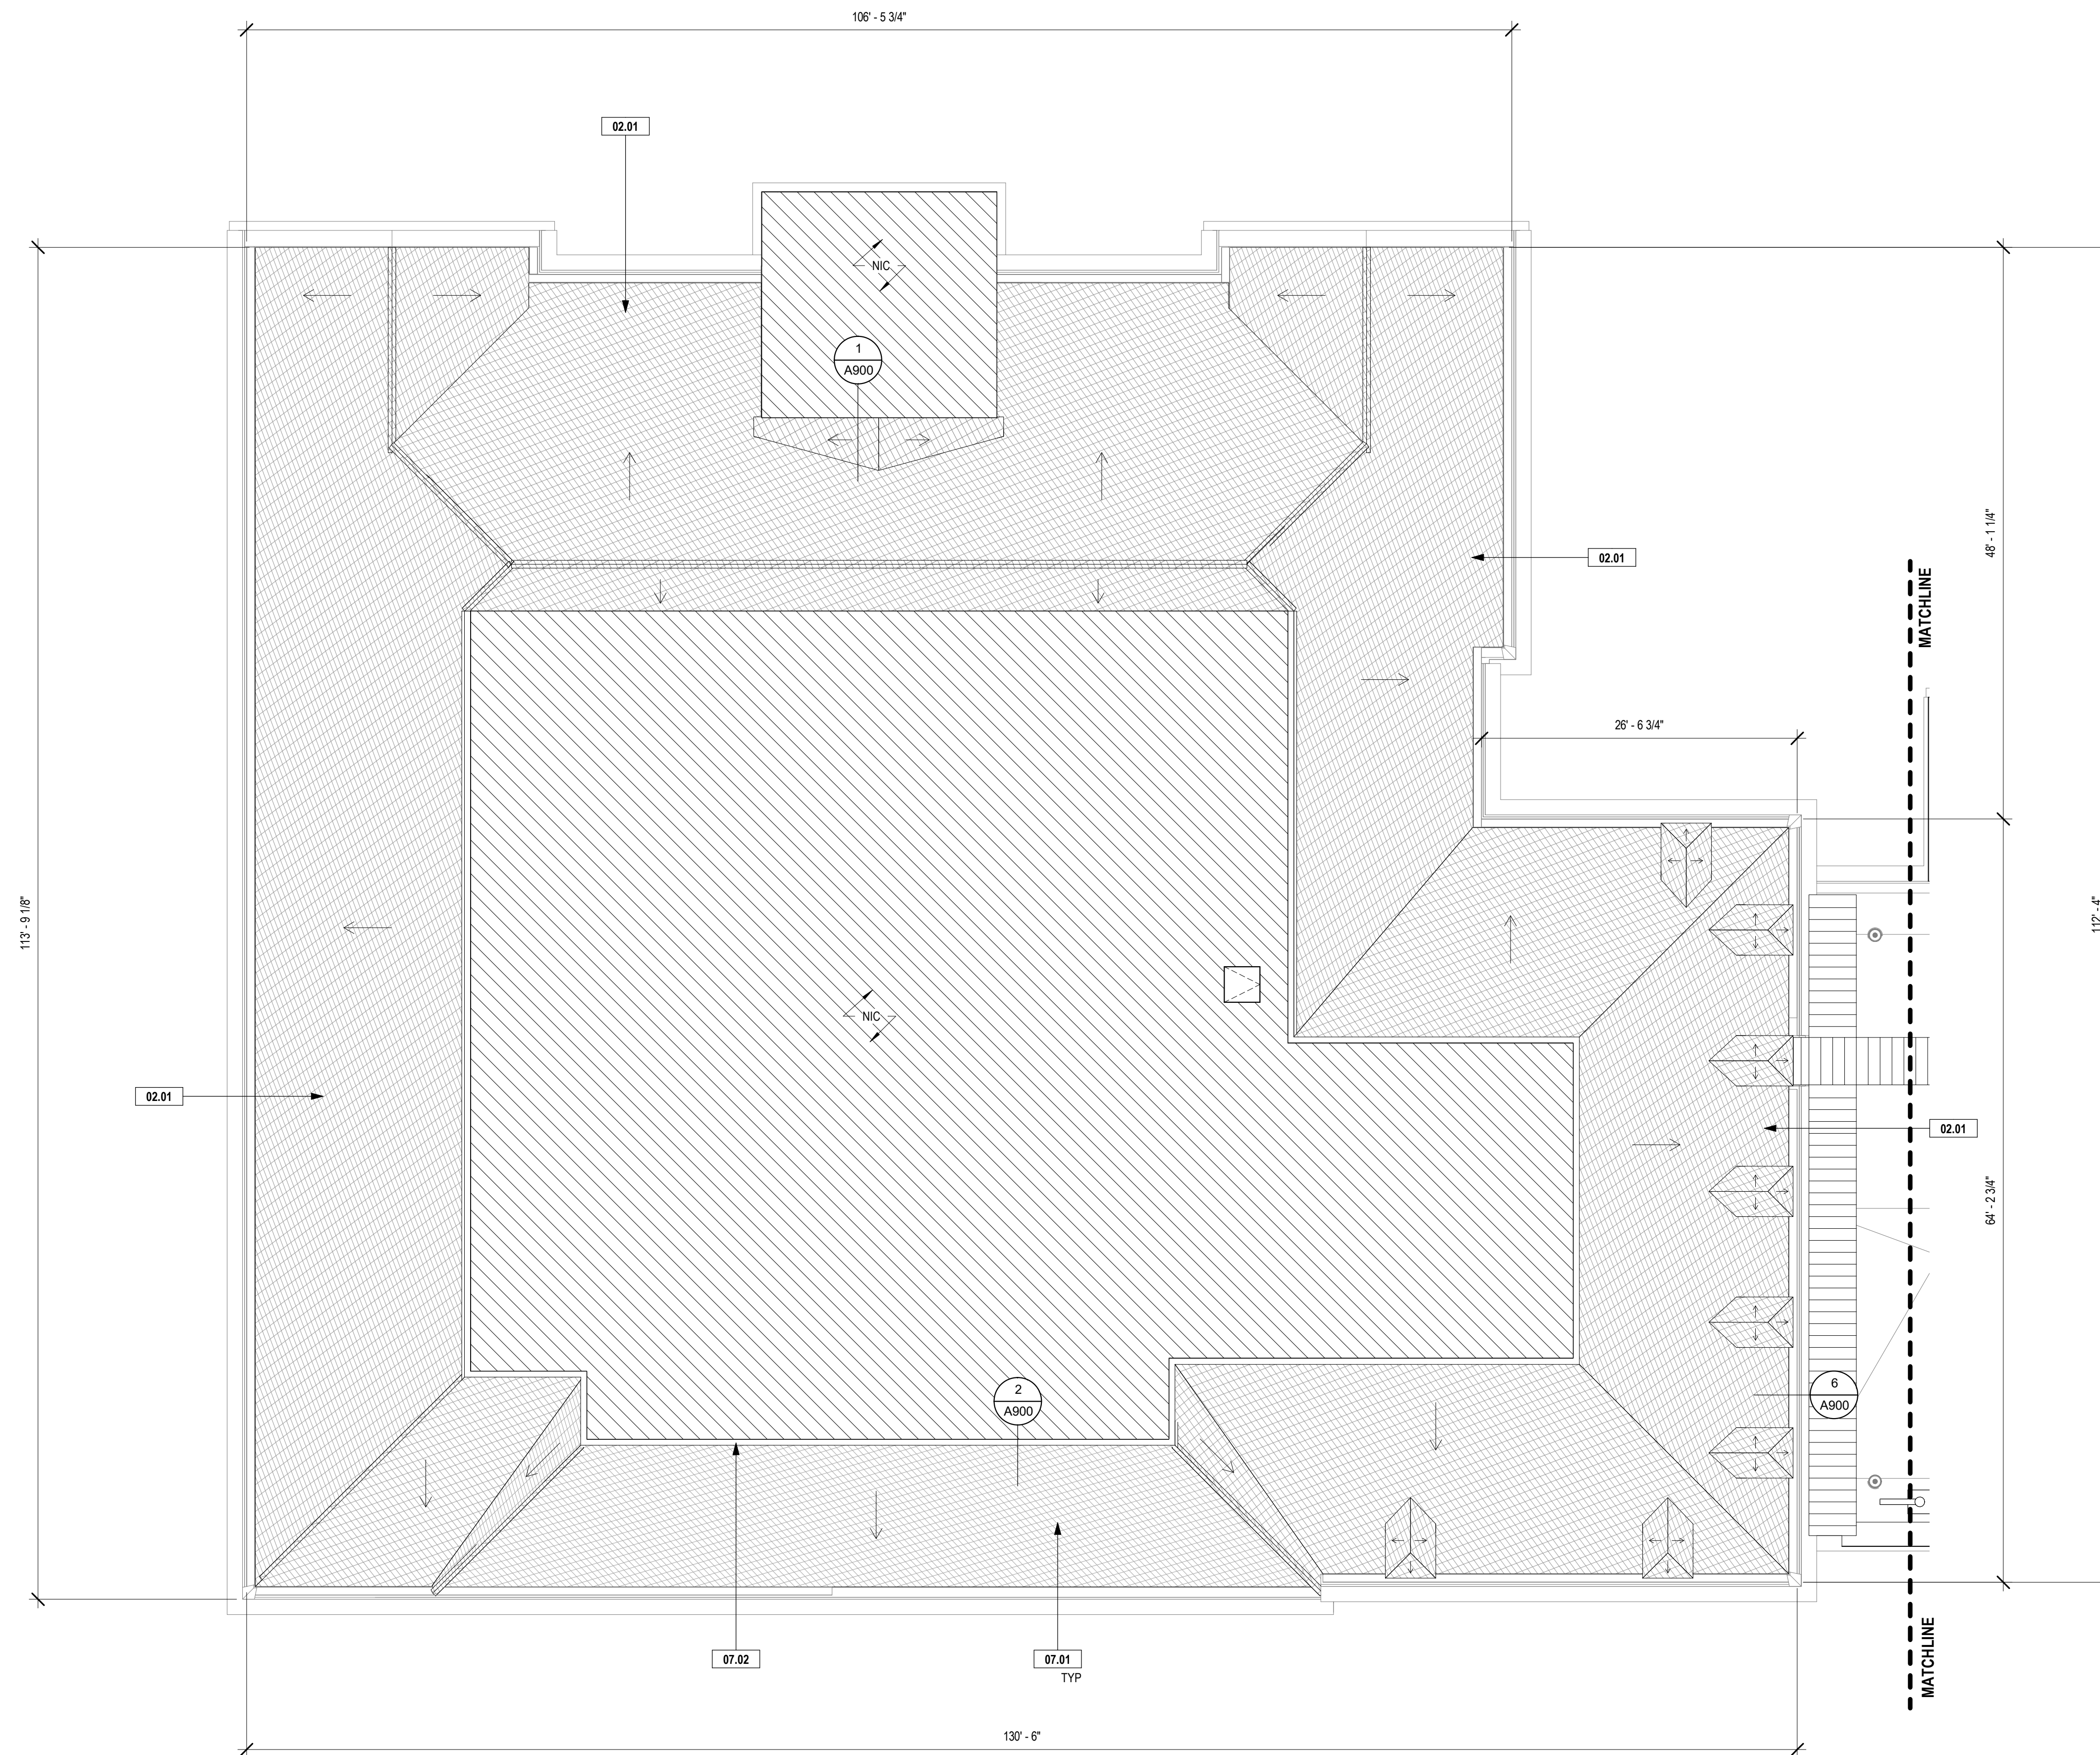 106' - 5 3/4"
02.01
NIC
1
A900
48' - 1 1/4"
02.01
MATCHLINE
26' - 6 3/4"
113' - 9 1/8"
112' - 4"
NIC
02.01
02.01
64' - 2 3/4"
2
A900
6
A900
07.02
07.01
TYP
MATCHLINE
130' - 6"